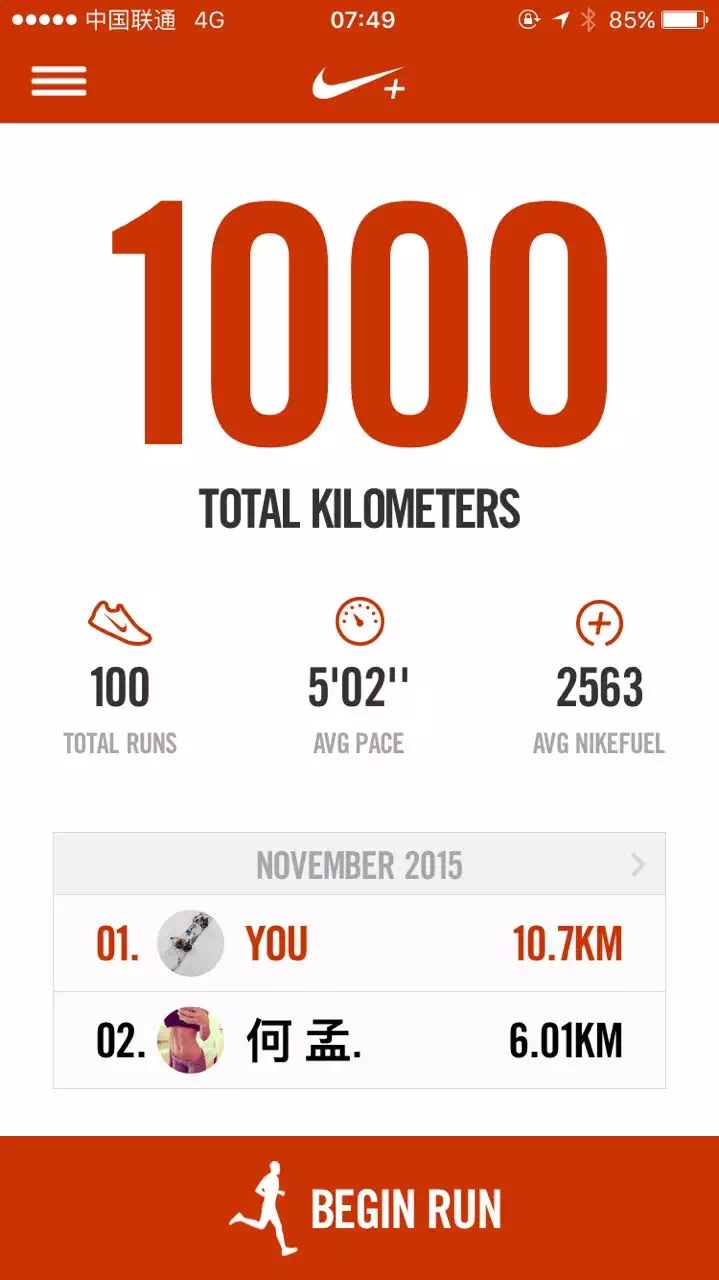 中国联通 4G 07:49 85%
1000
TOTAL KILOMETERS
100 5'02'' 2563
TOTAL RUNS AVG PACE AVG NIKEFUEL
NOVEMBER 2015
01. YOU 10.7KM
02. 何 孟. 6.01KM
BEGIN RUN